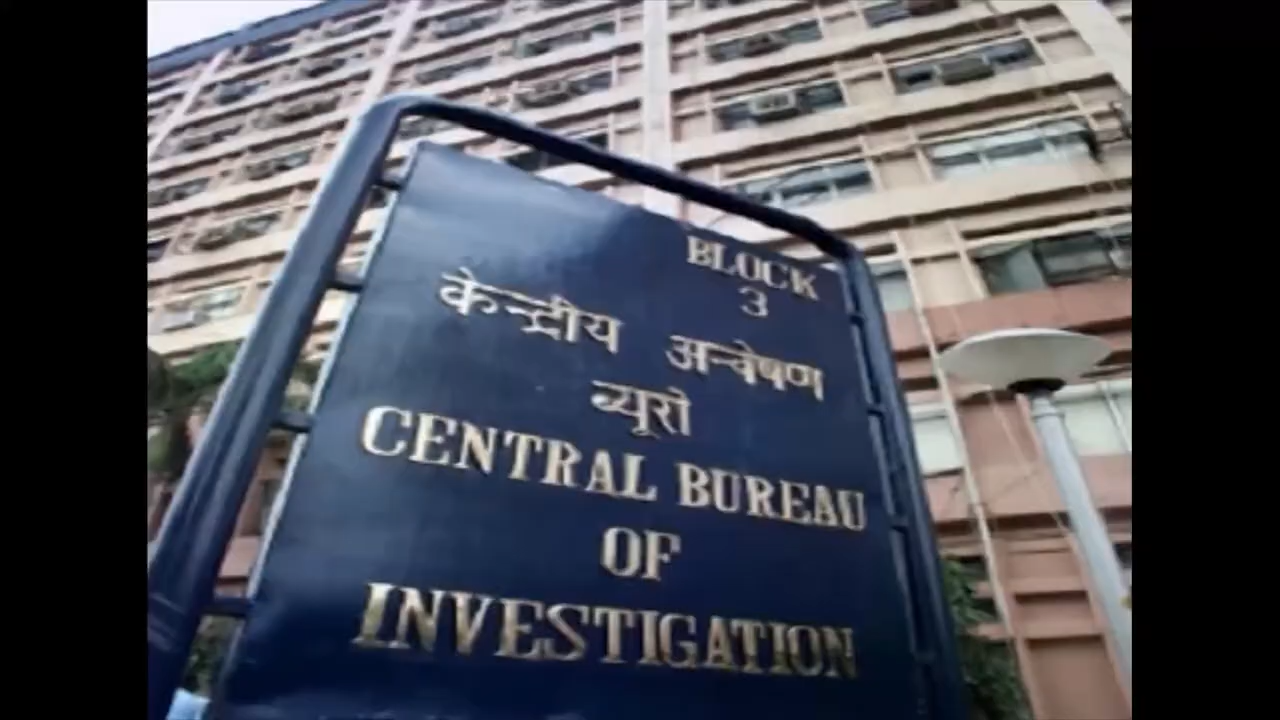 BLOCK
3
केन्द्रीय अन्वेषण
ब्यूरो
CENTRAL BUREAU
OF
INVESTIGATION